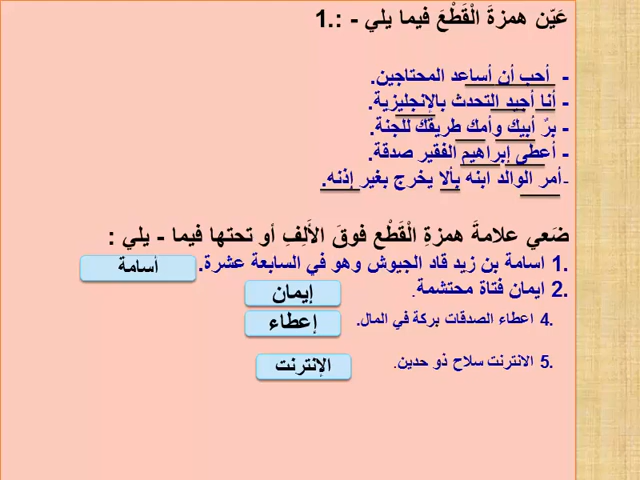 عَيّن همزةَ الْقَطْعَ فيما يلي - :.1
- أحب أن أساعد المحتاجين.
- أنا أجيد التحدث بالإنجليزية.
- برّ أبيك وأمك طريقك للجنة.
- أعطى إبراهيم الفقير صدقة.
-أمر الوالد ابنه بألا يخرج بغير إذنه.
ضَعي علامةَ همزةِ الْقَطْع فوقَ الأَلِفِ أو تحتها فيما - يلي :
1. اسامة بن زيد قاد الجيوش وهو في السابعة عشرة. أسامة
2. ايمان فتاة محتشمة. إيمان
4. اعطاء الصدقات بركة في المال. إعطاء
5. الانترنت سلاح ذو حدين. الإنترنت